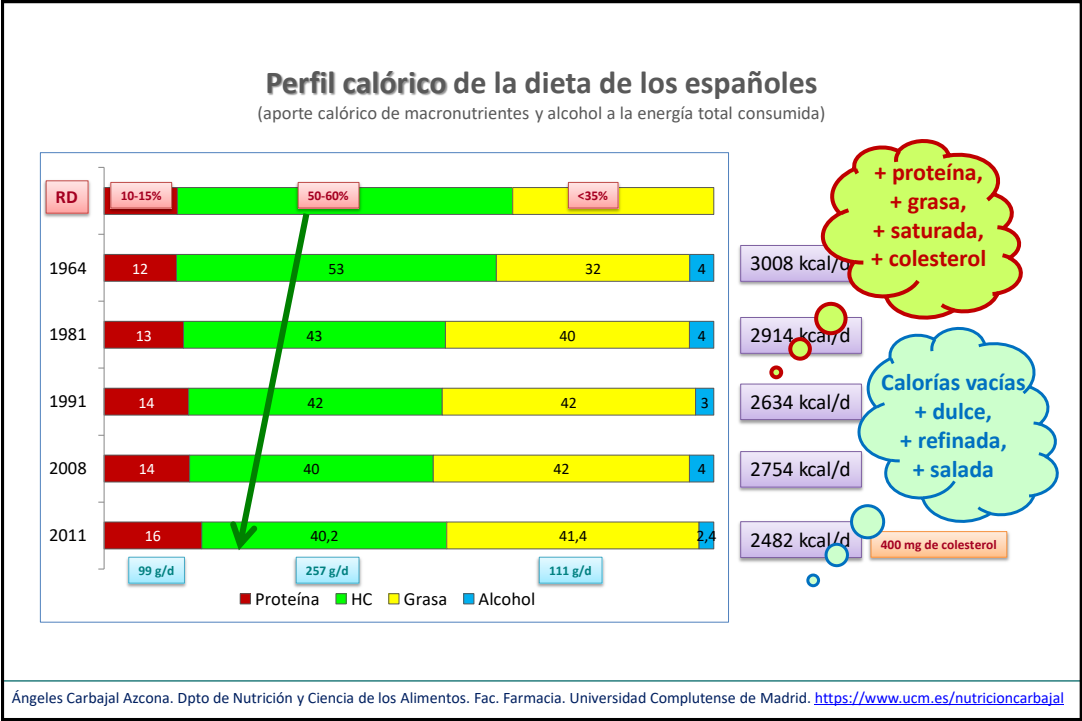 Perfil calórico de la dieta de los españoles
(aporte calórico de macronutrientes y alcohol a la energía total consumida)
RD 10-15% 50-60% <35%
1964 12 53 32 4 3008 kcal/d
1981 13 43 40 4 2914 kcal/d
1991 14 42 42 3 2634 kcal/d
2008 14 40 42 4 2754 kcal/d
2011 16 40,2 41,4 2,4 2482 kcal/d
99 g/d 257 g/d 111 g/d
Proteína HC Grasa Alcohol
+ proteína,
+ grasa,
+ saturada,
+ colesterol
Calorías vacías
+ dulce,
+ refinada,
+ salada
400 mg de colesterol
Ángeles Carbajal Azcona. Dpto de Nutrición y Ciencia de los Alimentos. Fac. Farmacia. Universidad Complutense de Madrid. https://www.ucm.es/nutricioncarbajal